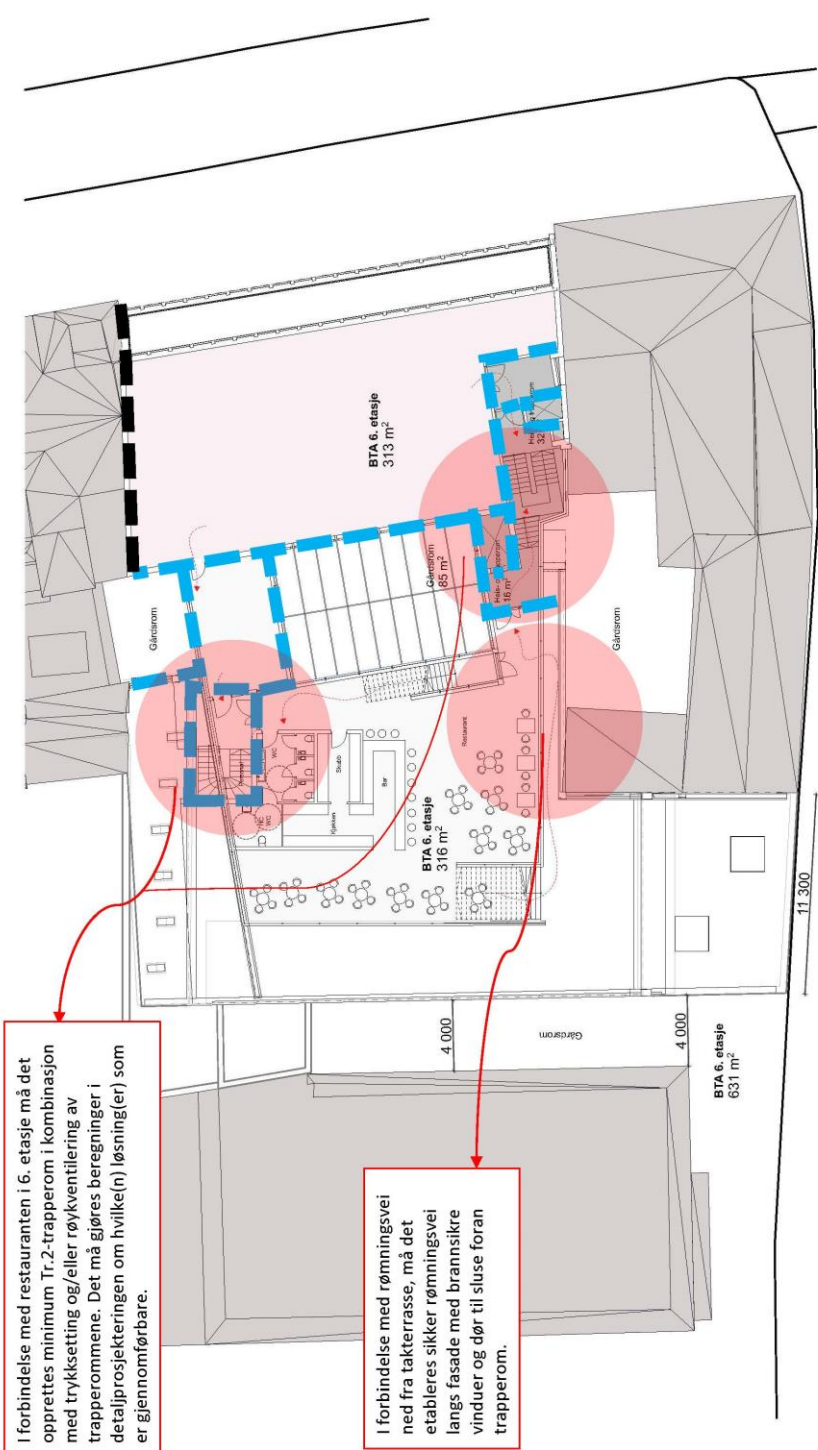 I forbindelse med restauranten i 6. etasje må det
opprettes minimum Tr.2-trapperom i kombinasjon
med trykksetting og/eller røykventilering av
trapperommene. Det må gjøres beregninger i
detaljprosjekteringen om hvilke(n) løsning(er) som
er gjennomførbare.
I forbindelse med rømningsvei
ned fra takterrasse, må det
etableres sikker rømningsvei
langs fasade med brannsikre
vinduer og dør til sluse foran
trapperom.
BTA 6. etasje
313 m²
Gårdsrom
Gårdsrom
85 m²
16 m²
32
Gårdsrom
WC
HC
WC
Skubb
Bar
Kjøkken
Restaurant
BTA 6. etasje
316 m²
4 000
Gårdsrom
4 000
BTA 6. etasje
631 m²
11 300